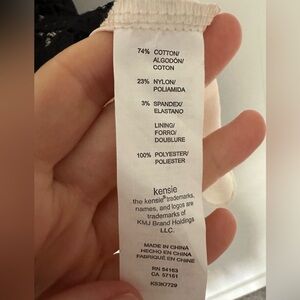 74% COTTON/
ALGODÓN/
COTON
23% NYLON/
POLIAMIDA
3% SPANDEX/
ELASTANO
LINING/
FORRO/
DOUBLURE
100% POLYESTER/
POLIESTER
kensie
the kensie® trademarks,
names, and logos are
trademarks of
KMJ Brand Holdings
LLC.
MADE IN CHINA
HECHO EN CHINA
FABRIQUÉ EN CHINE
RN 54163
CA 57161
KS3K7729